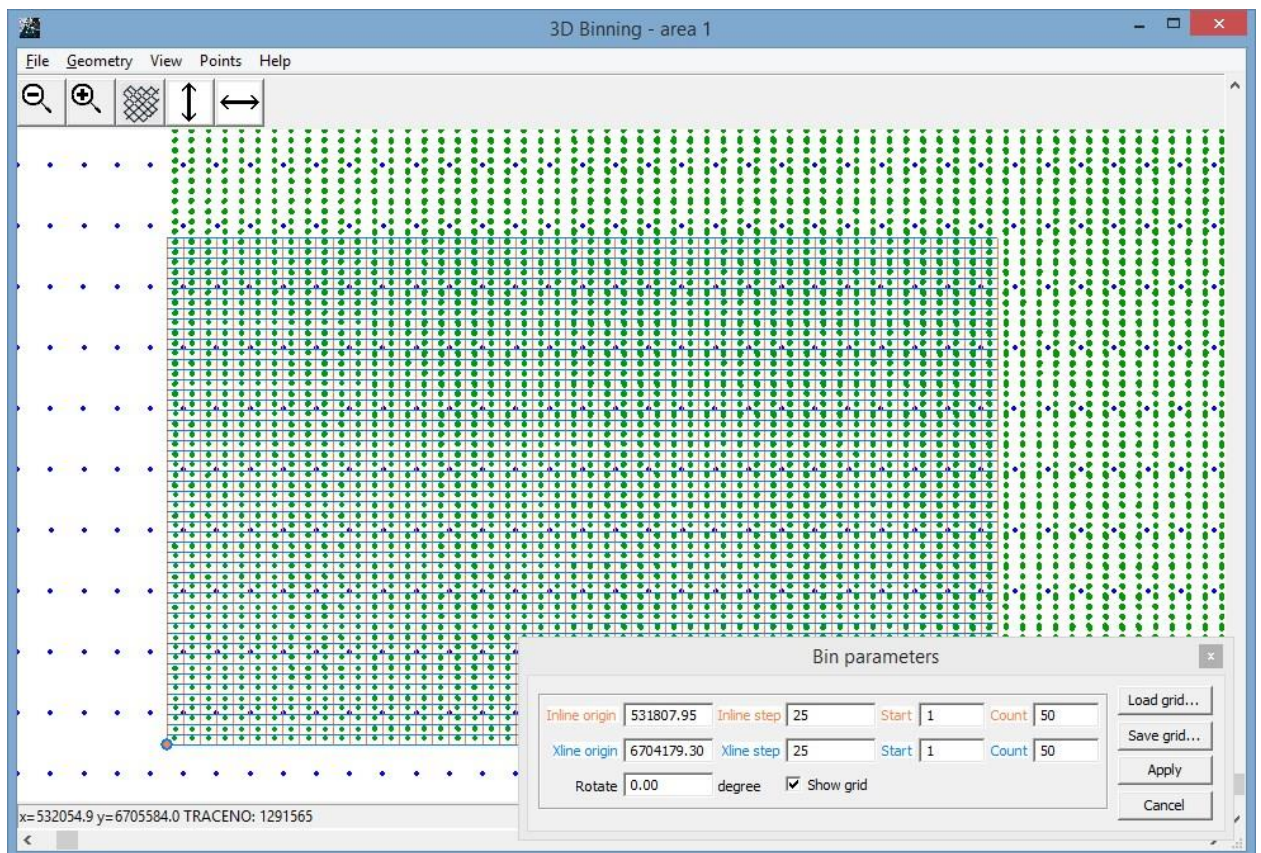 3D Binning - area 1
File Geometry View Points Help
Bin parameters
Inline origin 531807.95 Inline step 25 Start 1 Count 50 Load grid...
Xline origin 6704179.30 Xline step 25 Start 1 Count 50 Save grid...
Rotate 0.00 degree Show grid Apply
Cancel
x=532054.9 y=6705584.0 TRACENO: 1291565